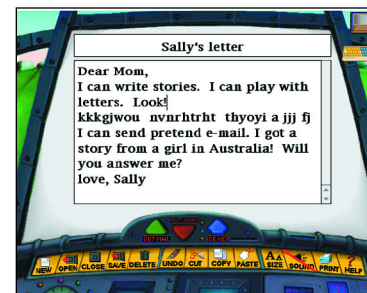 Sally's letter
Dear Mom,
I can write stories.  I can play with
letters.  Look!
kkkgjwou  nvnrhtrht  thyoyi a jjj fj
I can send pretend e-mail. I got a
story from a girl in Australia!  Will
you answer me?
love, Sally
PUT AWAY
GET MAIL SEND
NEW OPEN CLOSE SAVE DELETE UNDO CUT COPY PASTE SIZE SOUND PRINT HELP